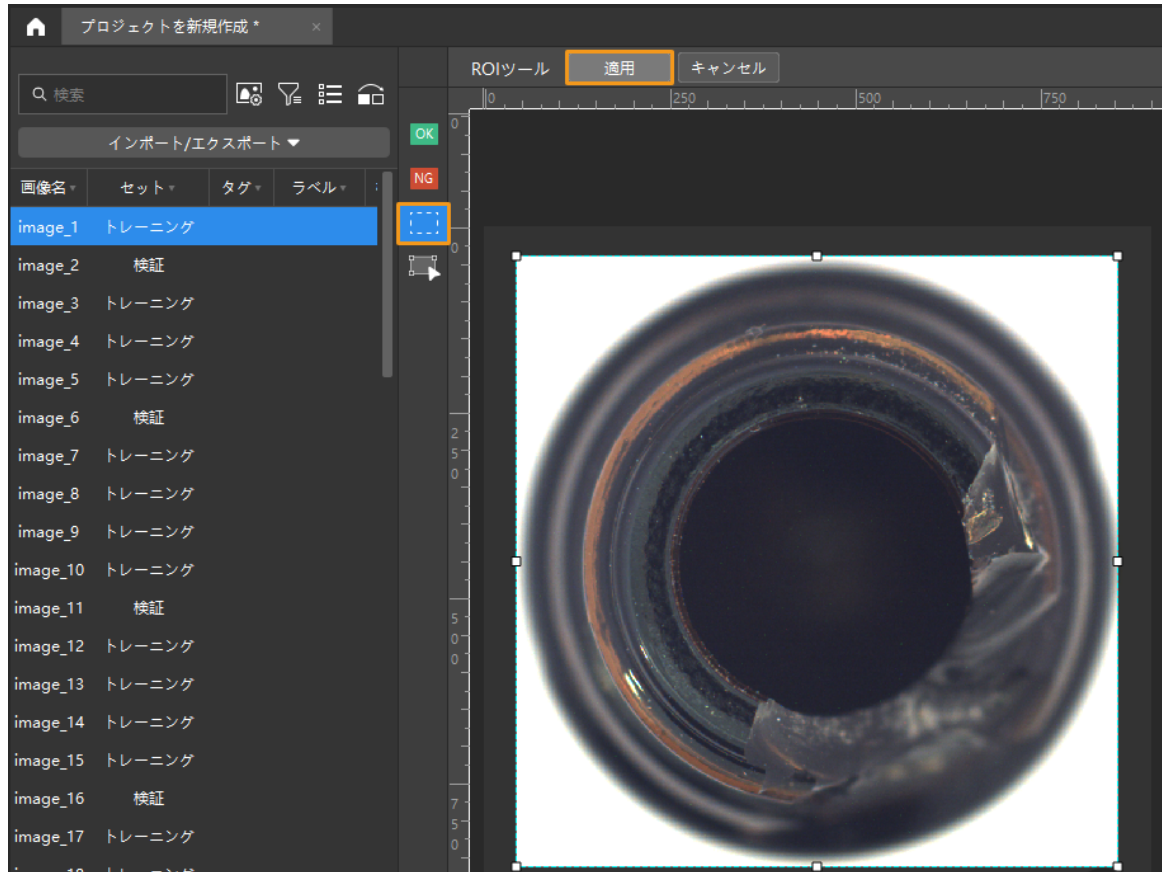 プロジェクトを新規作成 * ×
ROIツール 適用 キャンセル
検索
インポート/エクスポート
画像名 セット タグ ラベル
OK
NG
0 250 500 750
0
0
250
500
750
image_1 トレーニング
image_2 検証
image_3 トレーニング
image_4 トレーニング
image_5 トレーニング
image_6 検証
image_7 トレーニング
image_8 トレーニング
image_9 トレーニング
image_10 トレーニング
image_11 検証
image_12 トレーニング
image_13 トレーニング
image_14 トレーニング
image_15 トレーニング
image_16 検証
image_17 トレーニング